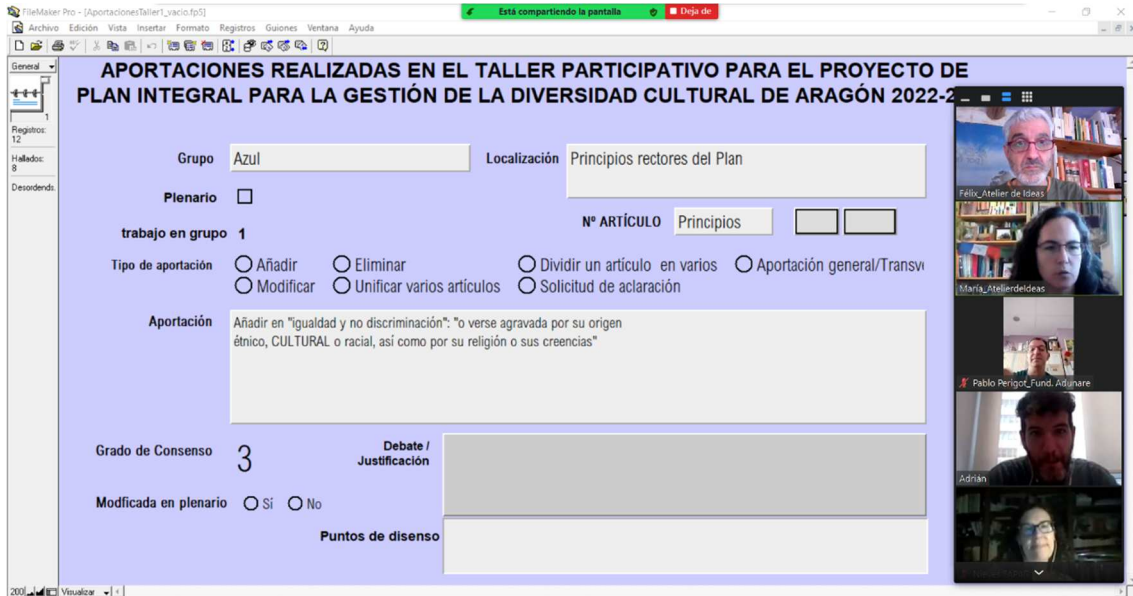 FileMaker Pro - [AportacionesTaller1_vacio.fp5]
Está compartiendo la pantalla
Deja de
Archivo Edición Vista Insertar Formato Registros Guiones Ventana Ayuda
General
1
Registros:
12
Hallados:
8
Desordends.
APORTACIONES REALIZADAS EN EL TALLER PARTICIPATIVO PARA EL PROYECTO DE
PLAN INTEGRAL PARA LA GESTIÓN DE LA DIVERSIDAD CULTURAL DE ARAGÓN 2022-2
Grupo Azul
Localización Principios rectores del Plan
Plenario
Nº ARTÍCULO Principios
trabajo en grupo 1
Tipo de aportación Añadir Eliminar Dividir un artículo en varios Aportación general/Transv
Modificar Unificar varios artículos Solicitud de aclaración
Aportación
Añadir en "igualdad y no discriminación": "o verse agravada por su origen
étnico, CULTURAL o racial, así como por su religión o sus creencias"
Grado de Consenso 3
Debate /
Justificación
Modficada en plenario Sí No
Puntos de disenso
Félix_Atelier de Ideas
María_AtelierdeIdeas
Pablo Perigot_Fund. Adunare
Adrián
200
Visualizar